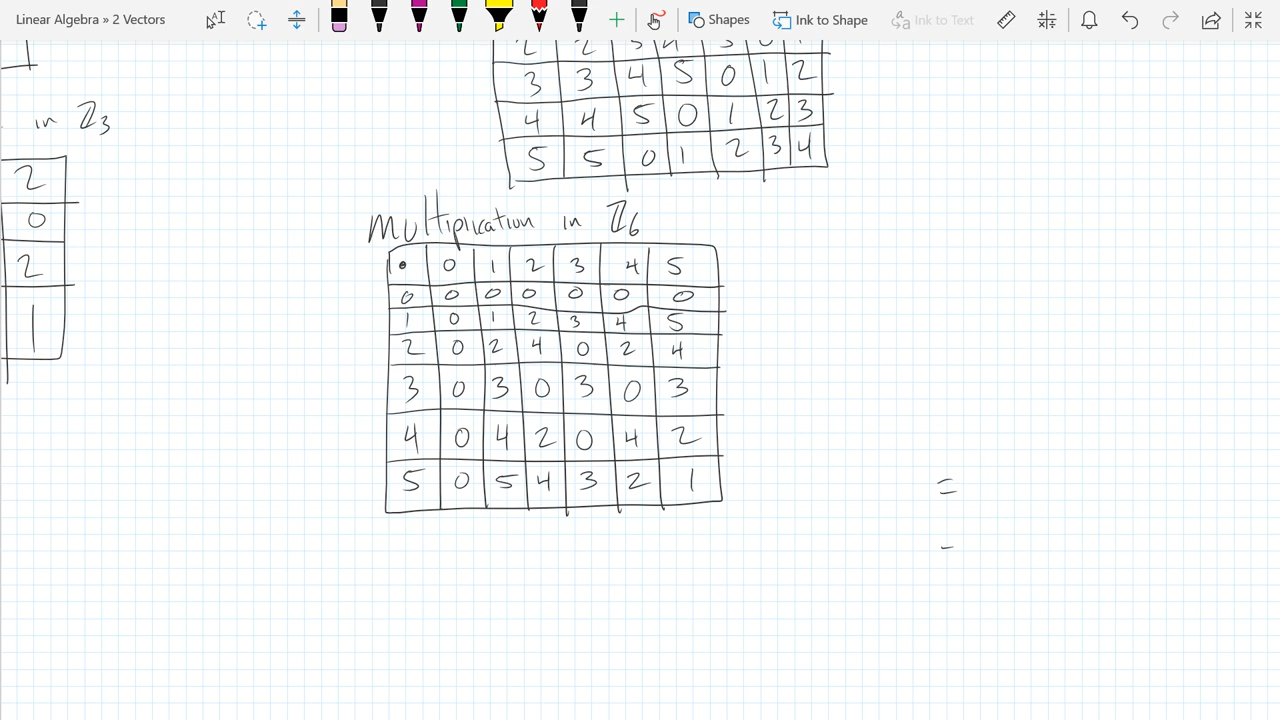 Linear Algebra » 2 Vectors
Shapes
Ink to Shape
Ink to Text
3 3 4 5 0 1 2
4 4 5 0 1 2 3
5 5 0 1 2 3 4
in ℤ3
2
0
2
1
Multiplication in ℤ6
• 0 1 2 3 4 5
0 0 0 0 0 0 0
1 0 1 2 3 4 5
2 0 2 4 0 2 4
3 0 3 0 3 0 3
4 0 4 2 0 4 2
5 0 5 4 3 2 1
=
-